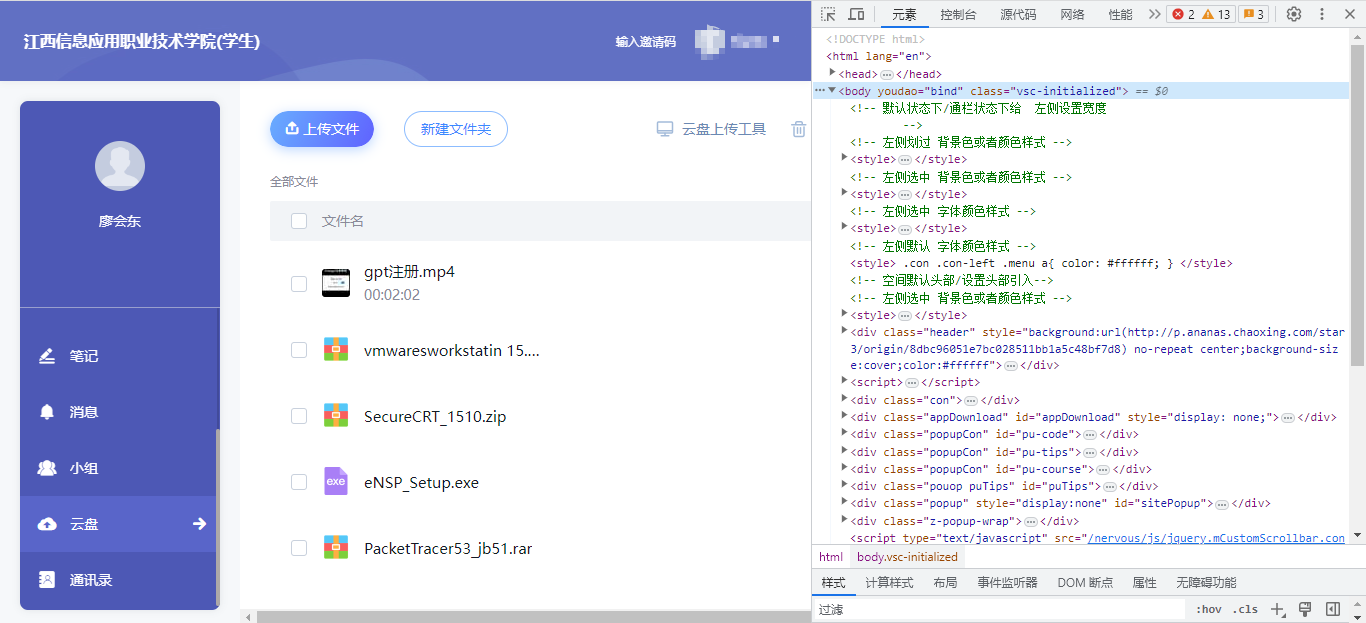 江西信息应用职业技术学院(学生)
输入邀请码
廖会东
笔记
消息
小组
云盘
通讯录
上传文件
新建文件夹
云盘上传工具
全部文件
文件名
gpt注册.mp4
00:02:02
vmwaresworkstatin 15....
SecureCRT_1510.zip
exe
eNSP_Setup.exe
PacketTracer53_jb51.rar
元素 控制台 源代码 网络 性能 2 13 3
<!DOCTYPE html>
<html lang="en">
<head>…</head>
<body youdao="bind" class="vsc-initialized"> == $0
<!-- 默认状态下/通栏状态下给 左侧设置宽度
-->
<!-- 左侧划过 背景色或者颜色样式 -->
<style>…</style>
<!-- 左侧选中 背景色或者颜色样式 -->
<style>…</style>
<!-- 左侧选中 字体颜色样式 -->
<style>…</style>
<!-- 左侧默认 字体颜色样式 -->
<style> .con .con-left .menu a{ color: #ffffff; } </style>
<!-- 空间默认头部/设置头部引入-->
<!-- 左侧选中 背景色或者颜色样式 -->
<style>…</style>
<div class="header" style="background:url(http://p.ananas.chaoxing.com/star
3/origin/8dbc96051e7bc028511bb1a5c48bf7d8) no-repeat center;background-siz
e:cover;color:#ffffff">…</div>
<script>…</script>
<div class="con">…</div>
<div class="appDownload" id="appDownload" style="display: none;">…</div>
<div class="popupCon" id="pu-code">…</div>
<div class="popupCon" id="pu-tips">…</div>
<div class="popupCon" id="pu-course">…</div>
<div class="pouop puTips" id="puTips">…</div>
<div class="popup" style="display:none" id="sitePopup">…</div>
<div class="z-popup-wrap">…</div>
<script type="text/javascript" src="/nervous/js/jquery.mCustomScrollbar.con
html body.vsc-initialized
样式 计算样式 布局 事件监听器 DOM 断点 属性 无障碍功能
过滤 :hov .cls